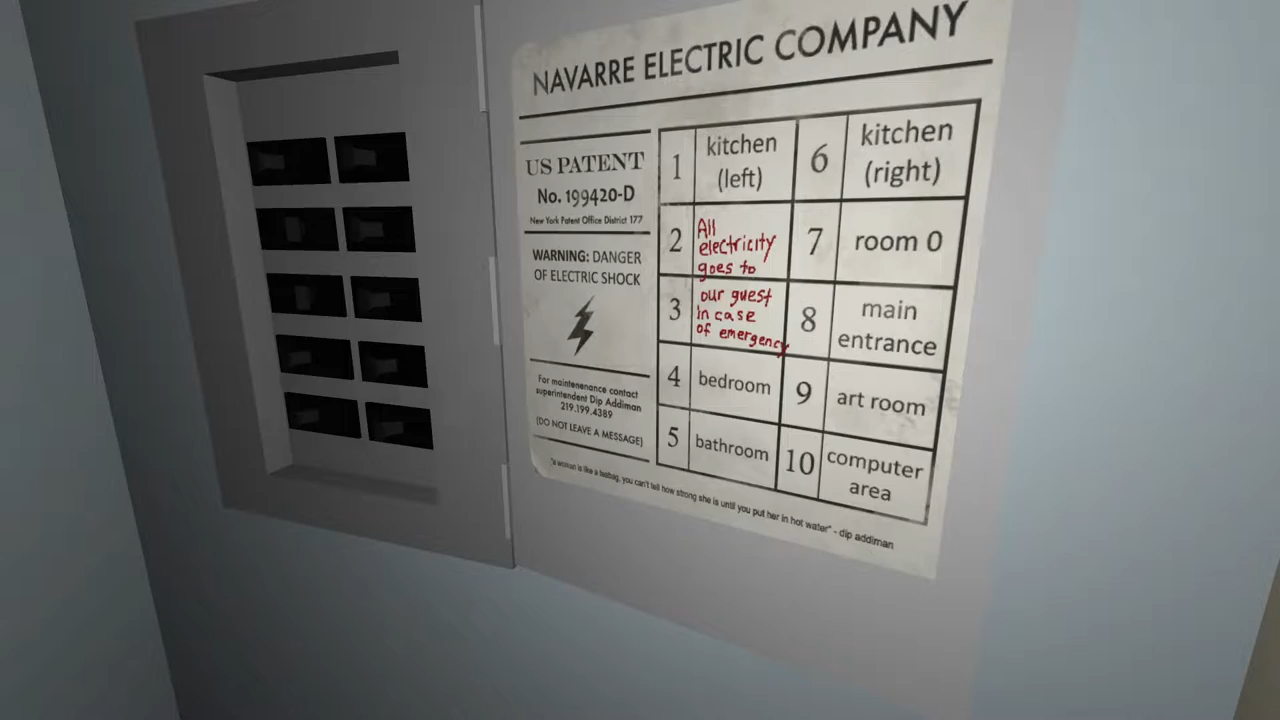 NAVARRE ELECTRIC COMPANY
US PATENT
No. 199420-D
New York Patent Office District 177
WARNING: DANGER
OF ELECTRIC SHOCK
For maintenenance contact
superintendent Dip Addiman
219.199.4389
(DO NOT LEAVE A MESSAGE)
1 kitchen
(left)
2 All
electricity
goes to
3 our guest
in case
of emergency
4 bedroom
5 bathroom
6 kitchen
(right)
7 room 0
8 main
entrance
9 art room
10 computer
area
"a woman is like a teabag, you can't tell how strong she is until you put her in hot water" - dip addiman